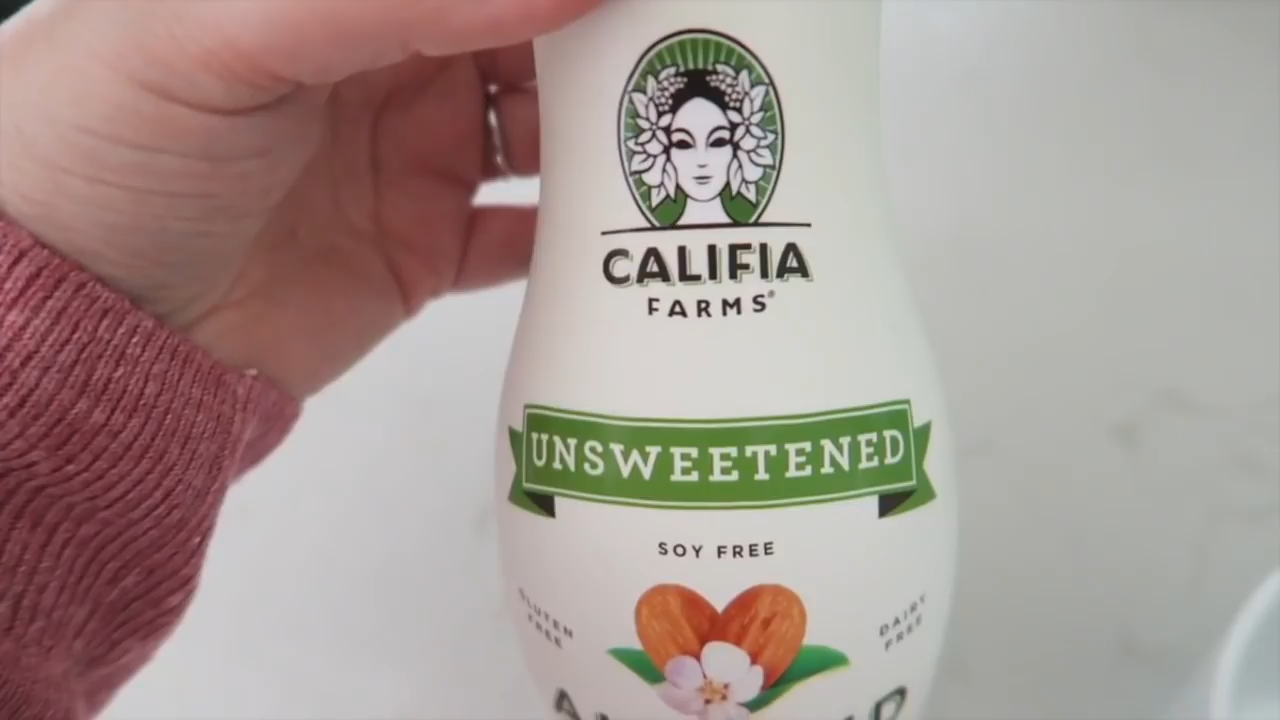 CALIFIA
FARMS®
UNSWEETENED
SOY FREE
GLUTEN
FREE
DAIRY
FREE